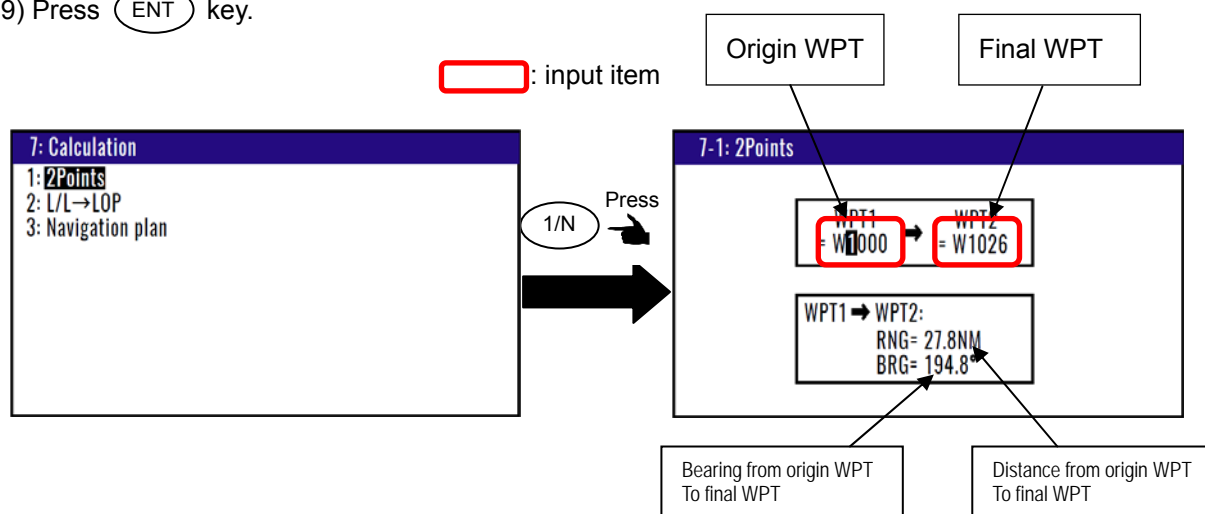 9) Press ENT key.
Origin WPT
Final WPT
: input item
7: Calculation
1: 2Points
2: L/L→LOP
3: Navigation plan
1/N
Press
7-1: 2Points
WPT1 ➡ WPT2
= W1000 = W1026
WPT1 ➡ WPT2:
RNG= 27.8NM
BRG= 194.8°
Bearing from origin WPT
To final WPT
Distance from origin WPT
To final WPT